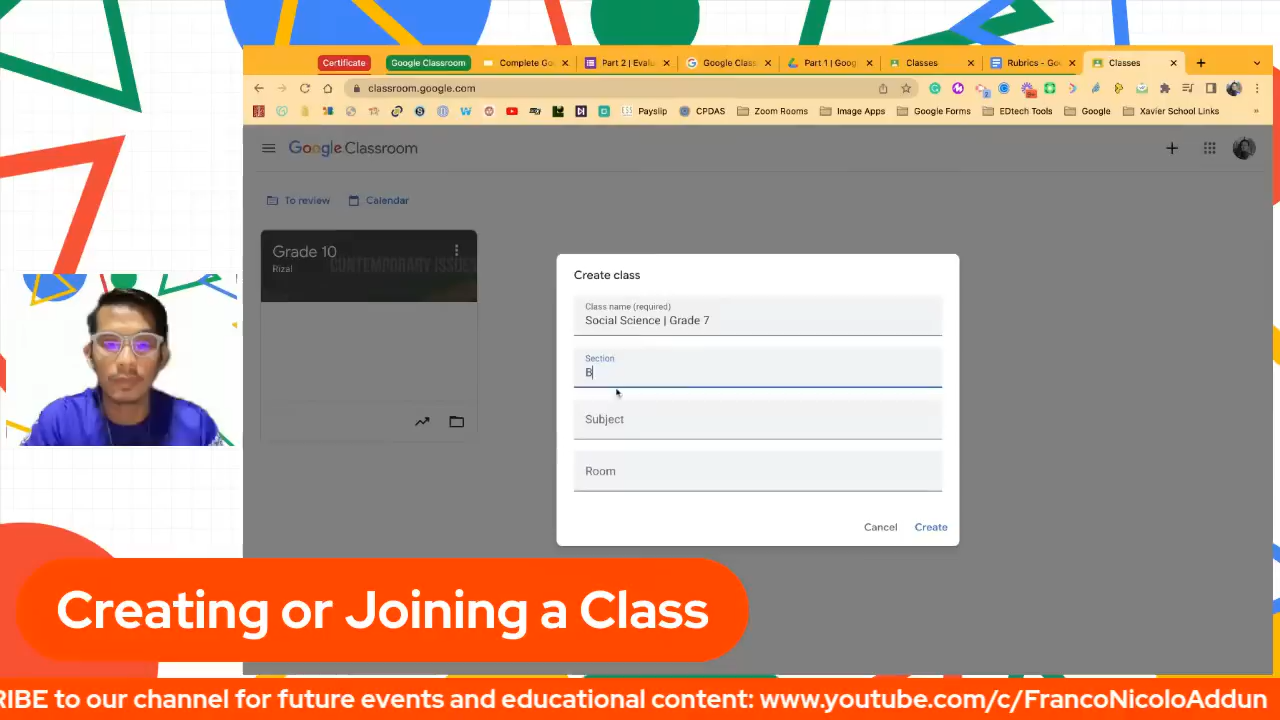 Certificate
Google Classroom
Complete Go
Part 2 | Evalu
Google Class
Part 1 | Goog
Classes
Rubrics - Go
Classes
classroom.google.com
Payslip
CPDAS
Zoom Rooms
Image Apps
Google Forms
EDtech Tools
Google
Xavier School Links
Google Classroom
To review
Calendar
Grade 10
Rizal
CONTEMPORARY ISSUES
Create class
Class name (required)
Social Science | Grade 7
Section
B
Subject
Room
Cancel
Create
Creating or Joining a Class
RIBE to our channel for future events and educational content: www.youtube.com/c/FrancoNicoloAddun